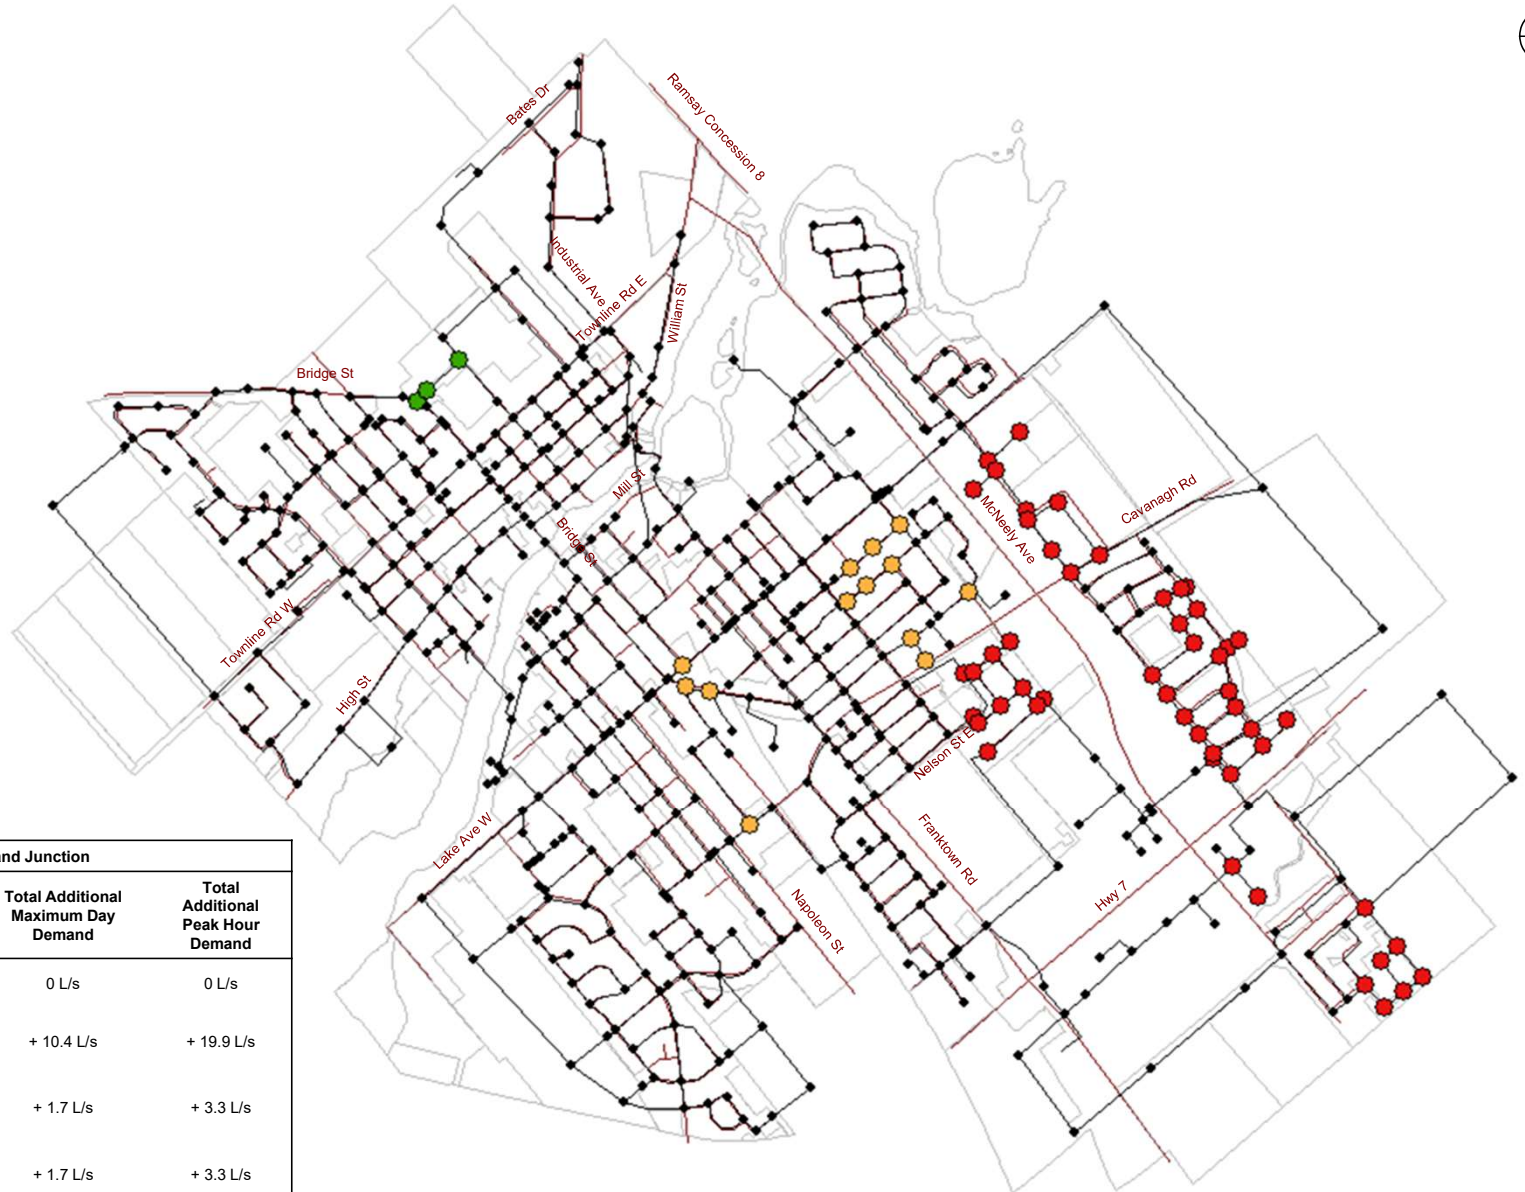 Ramsay Concession 8
Bates Dr
Industrial Ave
Townline Rd E
William St
Bridge St
Mill St
Bridge St
McNeely Ave
Cavanagh Rd
Townline Rd W
High St
Nelson St E
Lake Ave W
Franktown Rd
Hwy 7
Napoleon St
nd Junction
Total Additional
Maximum Day
Demand
Total
Additional
Peak Hour
Demand
0 L/s
0 L/s
+ 10.4 L/s
+ 19.9 L/s
+ 1.7 L/s
+ 3.3 L/s
+ 1.7 L/s
+ 3.3 L/s